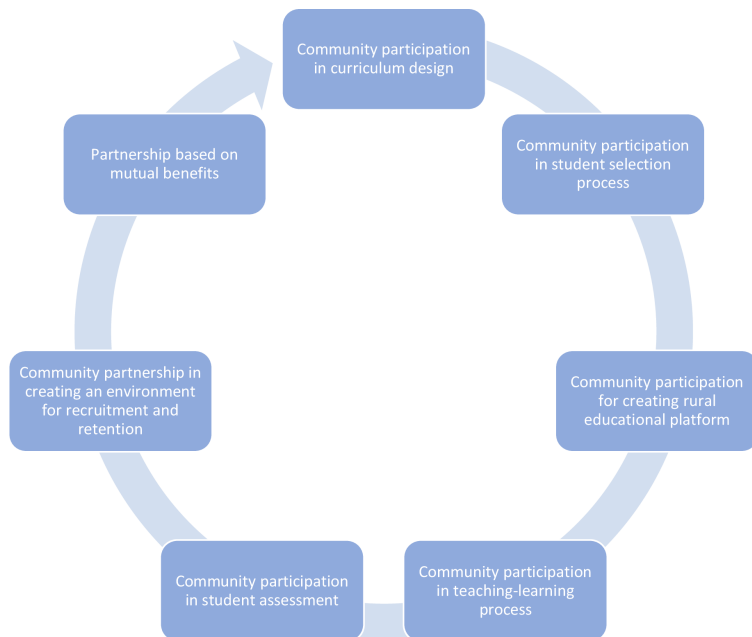 Community participation
in curriculum design
Community participation
in student selection
process
Community participation
for creating rural
educational platform
Community participation
in teaching-learning
process
Community participation
in student assessment
Community partnership in
creating an environment
for recruitment and
retention
Partnership based on
mutual benefits